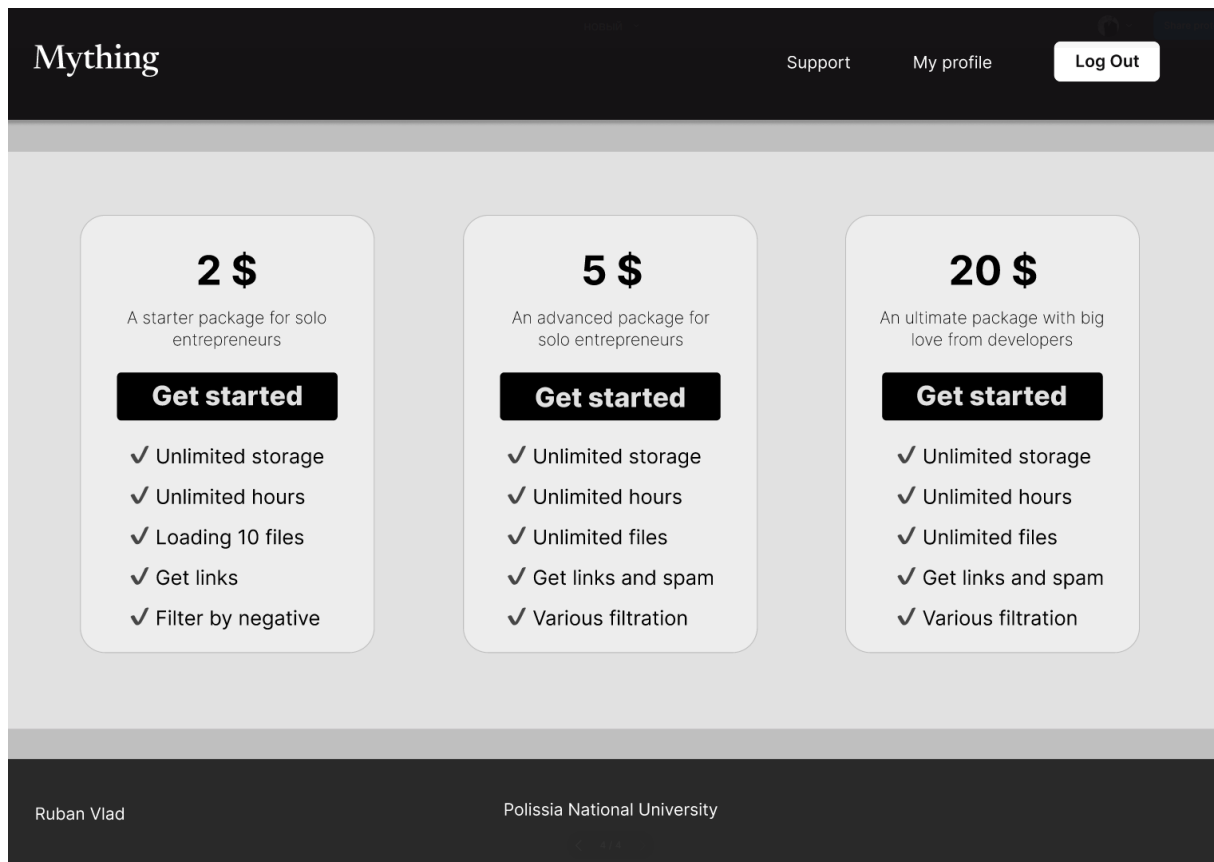 Mything
Support
My profile
Log Out
2 $
A starter package for solo
entrepreneurs
Get started
✓ Unlimited storage
✓ Unlimited hours
✓ Loading 10 files
✓ Get links
✓ Filter by negative
5 $
An advanced package for
solo entrepreneurs
Get started
✓ Unlimited storage
✓ Unlimited hours
✓ Unlimited files
✓ Get links and spam
✓ Various filtration
20 $
An ultimate package with big
love from developers
Get started
✓ Unlimited storage
✓ Unlimited hours
✓ Unlimited files
✓ Get links and spam
✓ Various filtration
Ruban Vlad
Polissia National University